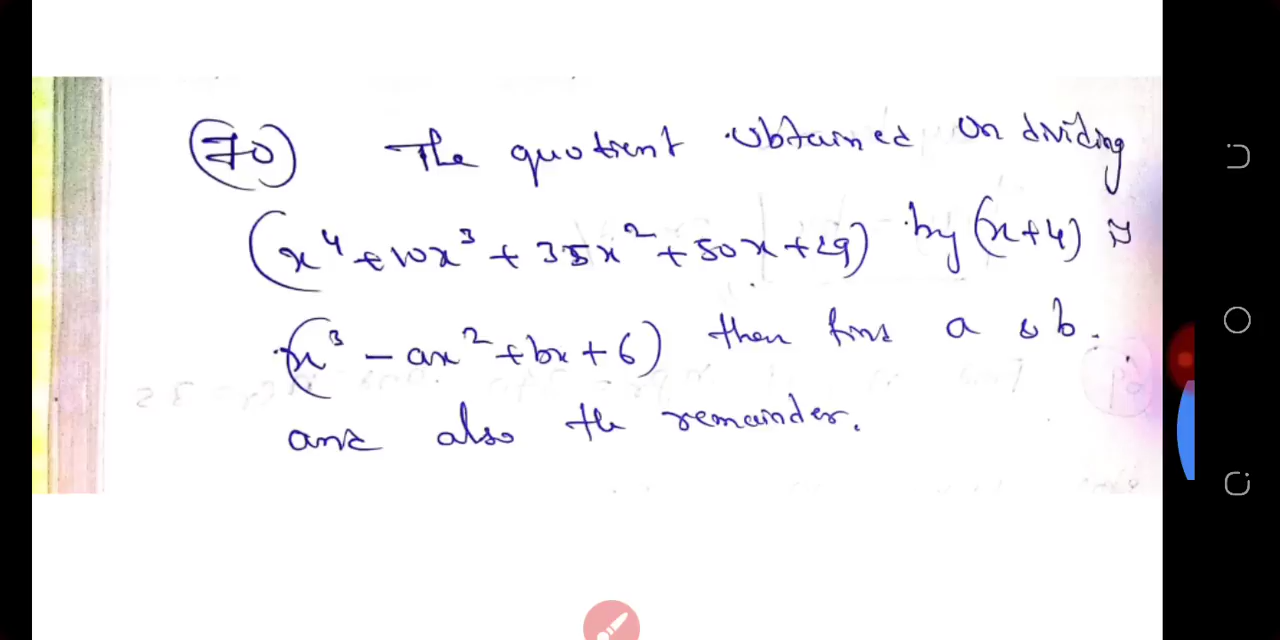 70 The quotient obtained on dividing
(x⁴ + 10x³ + 35x² + 50x + 29) by (x+4) is
(x³ - ax² + bx + 6) then find a & b.
and also the remainder.